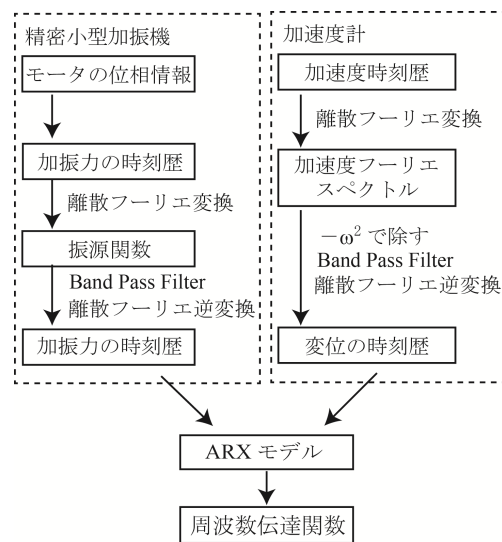 精密小型加振機
モータの位相情報
加振力の時刻歴
離散フーリエ変換
振源関数
Band Pass Filter
離散フーリエ逆変換
加振力の時刻歴
加速度計
加速度時刻歴
離散フーリエ変換
加速度フーリエ
スペクトル
−ω² で除す
Band Pass Filter
離散フーリエ逆変換
変位の時刻歴
ARX モデル
周波数伝達関数